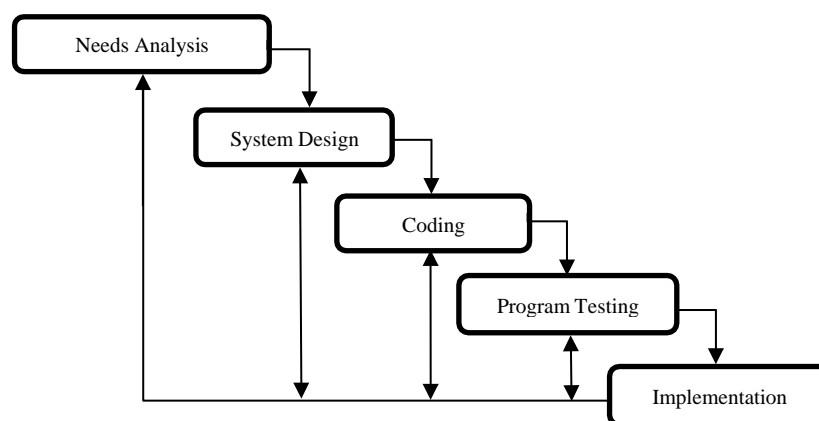 Needs Analysis
System Design
Coding
Program Testing
Implementation